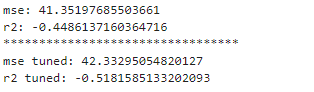 mse: 41.35197685503661
r2: -0.4486137160364716
*********************************
mse tuned: 42.33295054820127
r2 tuned: -0.5181585133202093